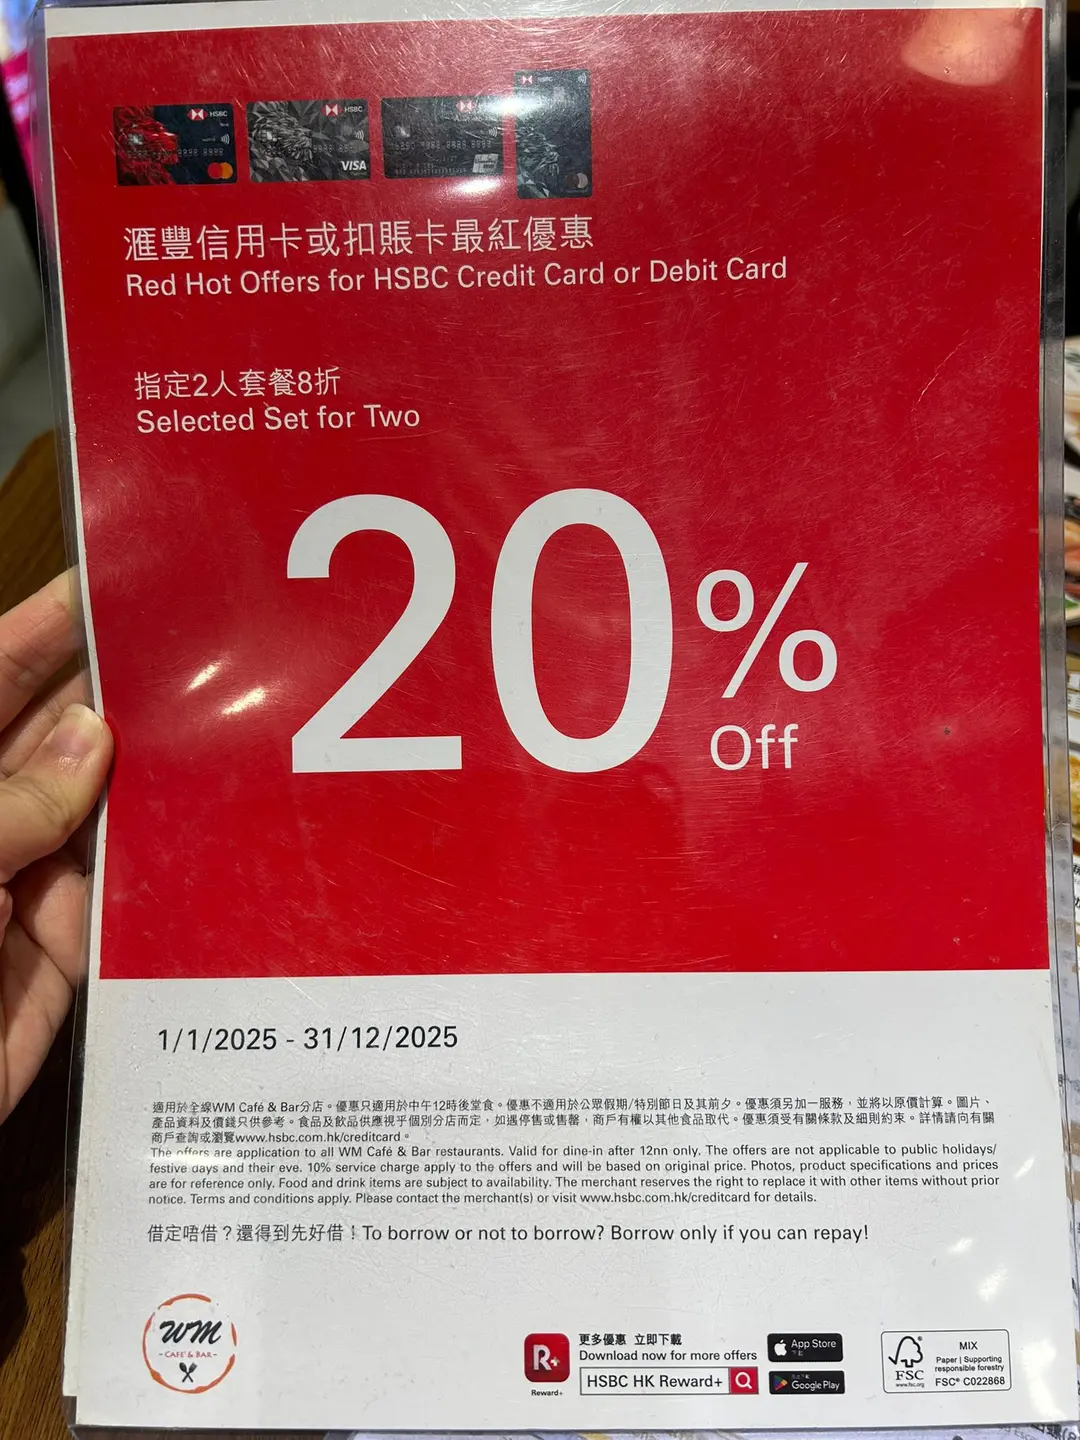 HSBC
HSBC
VISA
HSBC
滙豐信用卡或扣賬卡最紅優惠
Red Hot Offers for HSBC Credit Card or Debit Card
指定2人套餐8折
Selected Set for Two
20%
Off
1/1/2025 - 31/12/2025
適用於全線WM Café & Bar分店。優惠只適用於中午12時後堂食。優惠不適用於公眾假期/特別節日及其前夕。優惠須另加一服務，並將以原價計算。圖片、
產品資料及價錢只供參考。食品及飲品供應視乎個別分店而定，如遇停售或售罄，商戶有權以其他食品取代。優惠須受有關條款及細則約束。詳情請向有關
商戶查詢或瀏覽www.hsbc.com.hk/creditcard。
The offers are application to all WM Café & Bar restaurants. Valid for dine-in after 12nn only. The offers are not applicable to public holidays/
festive days and their eve. 10% service charge apply to the offers and will be based on original price. Photos, product specifications and prices
are for reference only. Food and drink items are subject to availability. The merchant reserves the right to replace it with other items without prior
notice. Terms and conditions apply. Please contact the merchant(s) or visit www.hsbc.com.hk/creditcard for details.
借定唔借？還得到先好借！To borrow or not to borrow? Borrow only if you can repay!
WM
- CAFE' & BAR -
R+
Reward+
更多優惠 立即下載
Download now for more offers
HSBC HK Reward+
App Store
Google Play
FSC
www.fsc.org
MIX
Paper | Supporting
responsible forestry
FSC® C022868